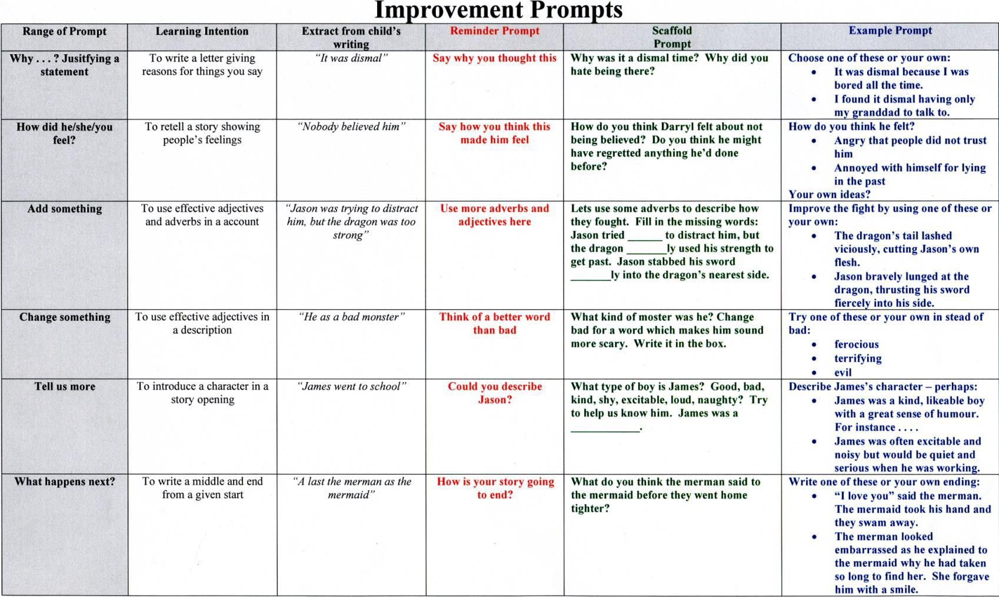 Improvement Prompts
Range of Prompt
Learning Intention
Extract from child's
writing
Reminder Prompt
Scaffold
Prompt
Example Prompt
Why . . . ? Jusitfying a
statement
To write a letter giving
reasons for things you say
“It was dismal”
Say why you thought this
Why was it a dismal time? Why did you
hate being there?
Choose one of these or your own:
• It was dismal because I was
bored all the time.
• I found it dismal having only
my granddad to talk to.
How did he/she/you
feel?
To retell a story showing
people's feelings
“Nobody believed him”
Say how you think this
made him feel
How do you think Darryl felt about not
being believed? Do you think he might
have regretted anything he'd done
before?
How do you think he felt?
• Angry that people did not trust
him
• Annoyed with himself for lying
in the past
Your own ideas?
Add something
To use effective adjectives
and adverbs in a account
“Jason was trying to distract
him, but the dragon was too
strong”
Use more adverbs and
adjectives here
Lets use some adverbs to describe how
they fought. Fill in the missing words:
Jason tried ______ to distract him, but
the dragon _______ly used his strength to
get past. Jason stabbed his sword
_______ly into the dragon's nearest side.
Improve the fight by using one of these or
your own:
• The dragon's tail lashed
viciously, cutting Jason's own
flesh.
• Jason bravely lunged at the
dragon, thrusting his sword
fiercely into his side.
Change something
To use effective adjectives in
a description
“He as a bad monster”
Think of a better word
than bad
What kind of moster was he? Change
bad for a word which makes him sound
more scary. Write it in the box.
Try one of these or your own in stead of
bad:
• ferocious
• terrifying
• evil
Tell us more
To introduce a character in a
story opening
“James went to school”
Could you describe
Jason?
What type of boy is James? Good, bad,
kind, shy, excitable, loud, naughty? Try
to help us know him. James was a
____________.
Describe James's character – perhaps:
• James was a kind, likeable boy
with a great sense of humour.
For instance . . . .
• James was often excitable and
noisy but would be quiet and
serious when he was working.
What happens next?
To write a middle and end
from a given start
“A last the merman as the
mermaid”
How is your story going
to end?
What do you think the merman said to
the mermaid before they went home
tighter?
Write one of these or your own ending:
• “I love you” said the merman.
The mermaid took his hand and
they swam away.
• The merman looked
embarrassed as he explained to
the mermaid why he had taken
so long to find her. She forgave
him with a smile.